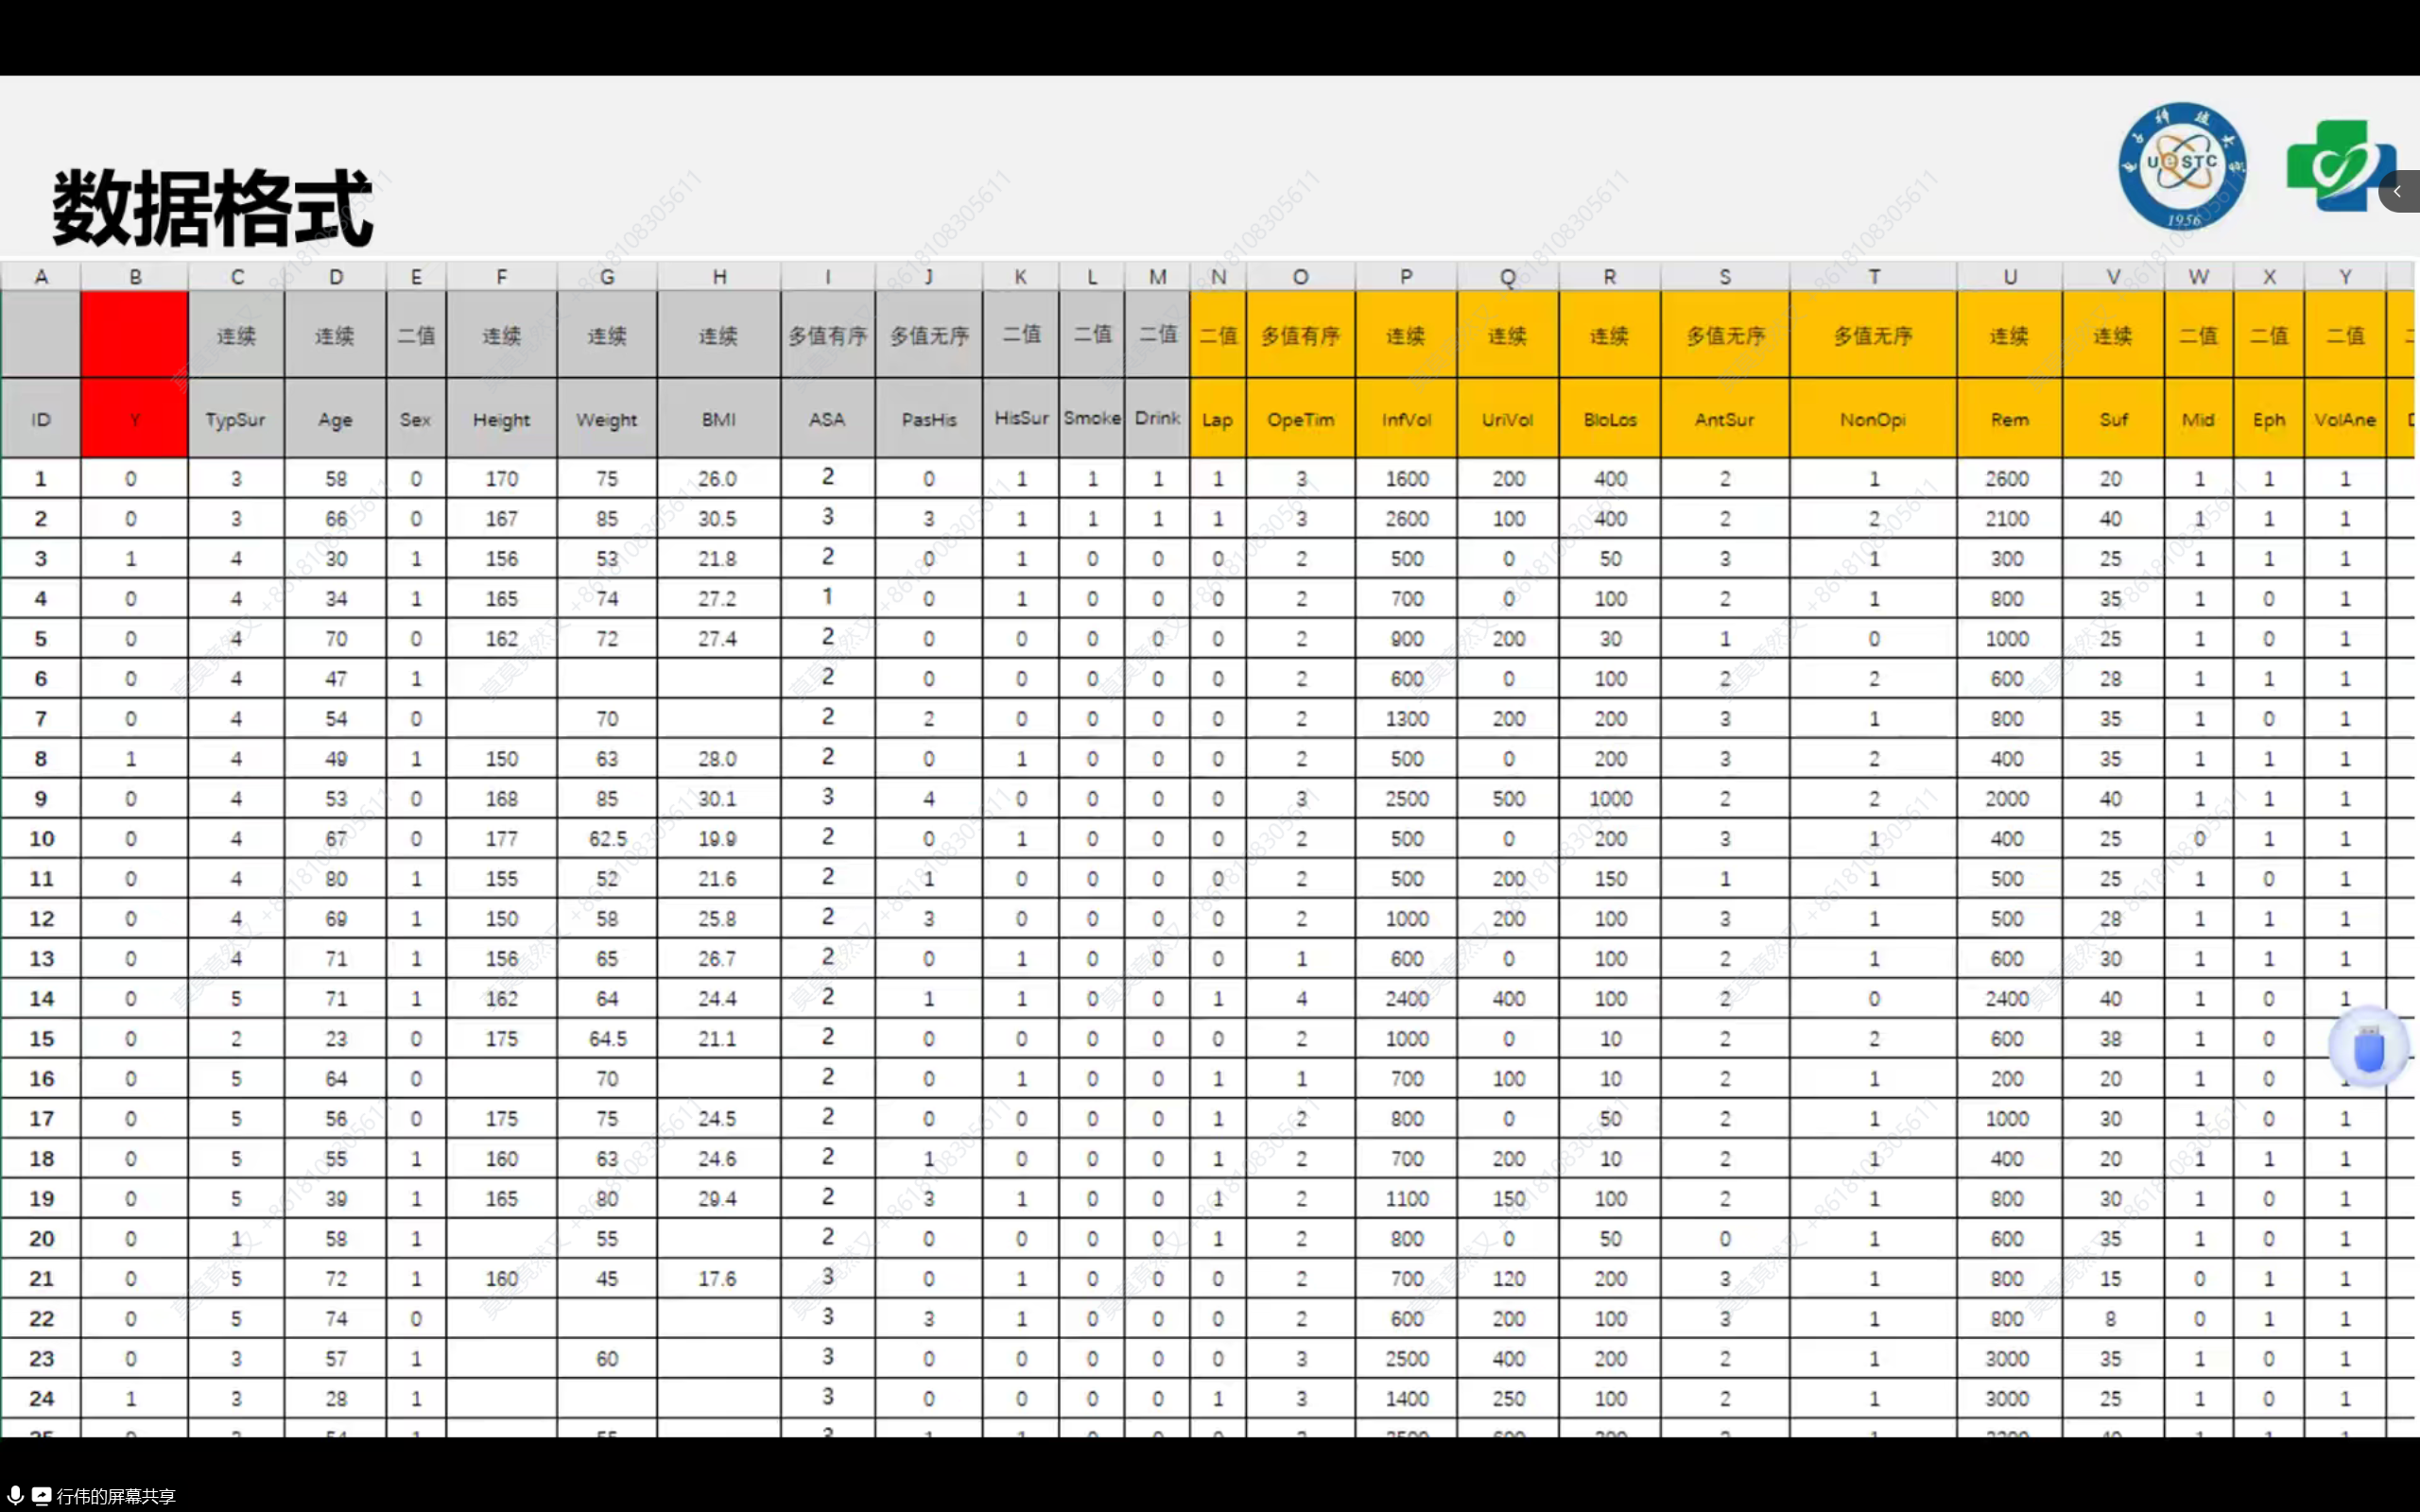 数据格式
UESTC
1956
A B C D E F G H I J K L M N O P Q R S T U V W X Y
连续 连续 二值 连续 连续 连续 多值有序 多值无序 二值 二值 二值 二值 多值有序 连续 连续 连续 多值无序 多值无序 连续 连续 二值 二值 二值
ID Y TypSur Age Sex Height Weight BMI ASA PasHis HisSur Smoke Drink Lap OpeTim InfVol UriVol BloLos AntSur NonOpi Rem Suf Mid Eph VolAne
1 0 3 58 0 170 75 26.0 2 0 1 1 1 1 3 1600 200 400 2 1 2600 20 1 1 1
2 0 3 66 0 167 85 30.5 3 3 1 1 1 1 3 2600 100 400 2 2 2100 40 1 1 1
3 1 4 30 1 156 53 21.8 2 0 1 0 0 0 2 500 0 50 3 1 300 25 1 1 1
4 0 4 34 1 165 74 27.2 1 0 1 0 0 0 2 700 0 100 2 1 800 35 1 0 1
5 0 4 70 0 162 72 27.4 2 0 0 0 0 0 2 900 200 30 1 0 1000 25 1 0 1
6 0 4 47 1 2 0 0 0 0 0 2 600 0 100 2 2 600 28 1 1 1
7 0 4 54 0 70 2 2 0 0 0 0 2 1300 200 200 3 1 800 35 1 0 1
8 1 4 49 1 150 63 28.0 2 0 1 0 0 0 2 500 0 200 3 2 400 35 1 1 1
9 0 4 53 0 168 85 30.1 3 4 0 0 0 0 3 2500 500 1000 2 2 2000 40 1 1 1
10 0 4 67 0 177 62.5 19.9 2 0 1 0 0 0 2 500 0 200 3 1 400 25 0 1 1
11 0 4 80 1 155 52 21.6 2 1 0 0 0 0 2 500 200 150 1 1 500 25 1 0 1
12 0 4 69 1 150 58 25.8 2 3 0 0 0 0 2 1000 200 100 3 1 500 28 1 1 1
13 0 4 71 1 156 65 26.7 2 0 1 0 0 0 1 600 0 100 2 1 600 30 1 1 1
14 0 5 71 1 162 64 24.4 2 1 1 0 0 1 4 2400 400 100 2 0 2400 40 1 0 1
15 0 2 23 0 175 64.5 21.1 2 0 0 0 0 0 2 1000 0 10 2 2 600 38 1 0
16 0 5 64 0 70 2 0 1 0 0 1 1 700 100 10 2 1 200 20 1 0
17 0 5 56 0 175 75 24.5 2 0 0 0 0 1 2 800 0 50 2 1 1000 30 1 0 1
18 0 5 55 1 160 63 24.6 2 1 0 0 0 1 2 700 200 10 2 1 400 20 1 1 1
19 0 5 39 1 165 80 29.4 2 3 1 0 0 1 2 1100 150 100 2 1 800 30 1 0 1
20 0 1 58 1 55 2 0 0 0 0 1 2 800 0 50 0 1 600 35 1 0 1
21 0 5 72 1 160 45 17.6 3 0 1 0 0 0 2 700 120 200 3 1 800 15 0 1 1
22 0 5 74 0 3 3 1 0 0 0 2 600 200 100 3 1 800 8 0 1 1
23 0 3 57 1 60 3 0 0 0 0 0 3 2500 400 200 2 1 3000 35 1 0 1
24 1 3 28 1 3 0 0 0 0 1 3 1400 250 100 2 1 3000 25 1 0 1
行伟的屏幕共享